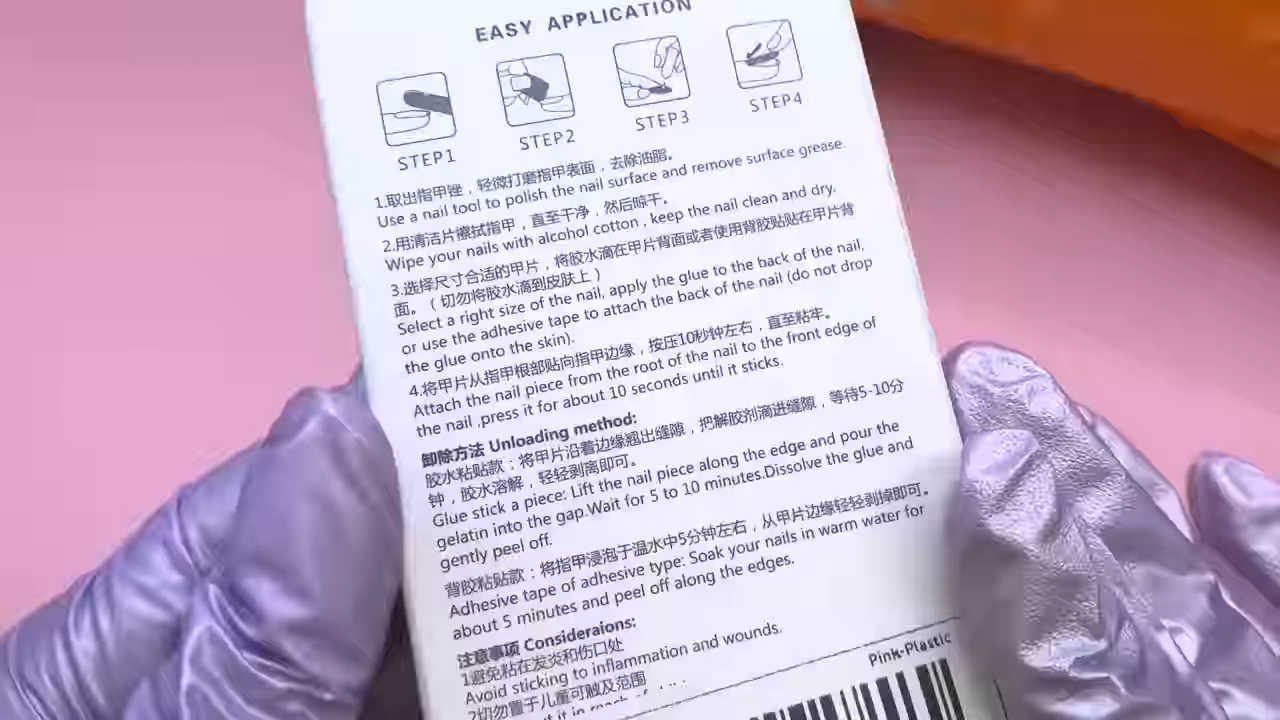 EASY APPLICATION
STEP1 STEP2 STEP3 STEP4
1.取出指甲锉，轻微打磨指甲表面，去除油脂。
Use a nail tool to polish the nail surface and remove surface grease.
2.用清洁片擦拭指甲，直至干净，然后晾干。
Wipe your nails with alcohol cotton , keep the nail clean and dry.
3.选择尺寸合适的甲片，将胶水滴在甲片背面或者使用背胶贴贴在甲片背
面。（切勿将胶水滴到皮肤上）
Select a right size of the nail, apply the glue to the back of the nail,
or use the adhesive tape to attach the back of the nail (do not drop
the glue onto the skin).
4.将甲片从指甲根部贴向指甲边缘，按压10秒钟左右，直至粘牢。
Attach the nail piece from the root of the nail to the front edge of
the nail ,press it for about 10 seconds until it sticks.
卸除方法 Unloading method:
胶水粘贴款：将甲片沿着边缘翘出缝隙，把解胶剂滴进缝隙，等待5-10分
钟，胶水溶解，轻轻剥离即可。
Glue stick a piece: Lift the nail piece along the edge and pour the
gelatin into the gap.Wait for 5 to 10 minutes.Dissolve the glue and
gently peel off.
背胶粘贴款：将指甲浸泡于温水中5分钟左右，从甲片边缘轻轻剥掉即可。
Adhesive tape of adhesive type: Soak your nails in warm water for
about 5 minutes and peel off along the edges.
注意事项 Consideraions:
1避免粘在发炎和伤口处
Avoid sticking to inflammation and wounds.
2切勿置于儿童可触及范围
it in reach of
Pink-Plastic